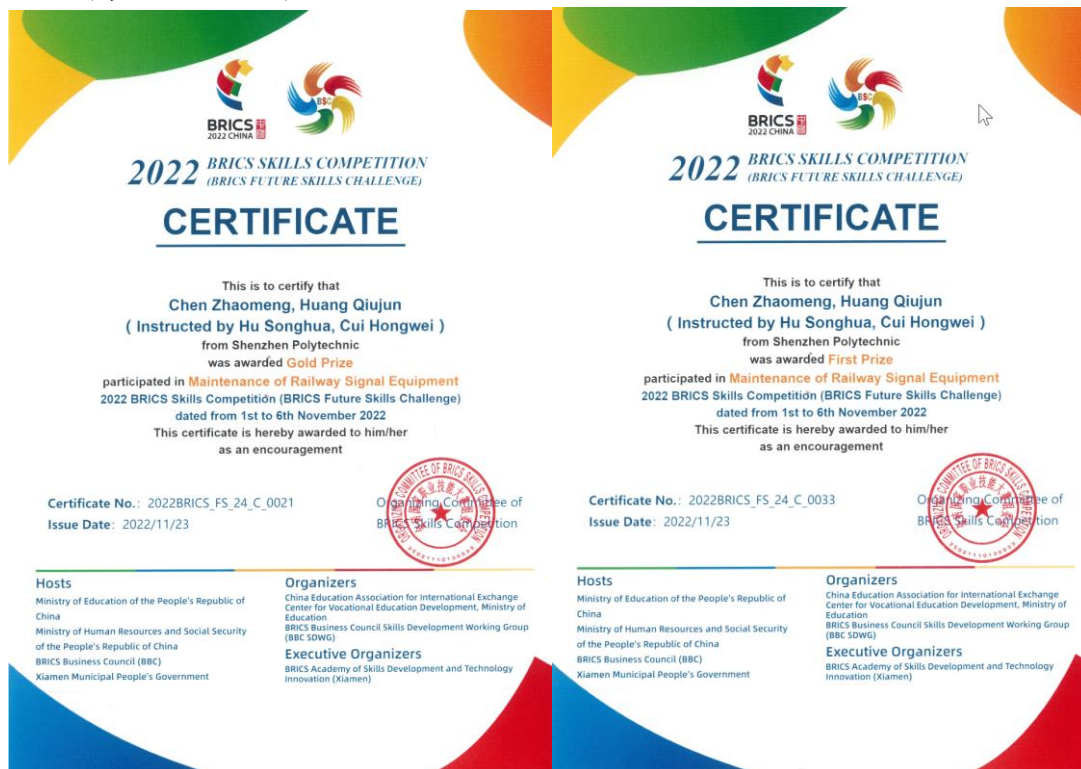 BRICS
2022 CHINA
BSC
2022 BRICS SKILLS COMPETITION
(BRICS FUTURE SKILLS CHALLENGE)
CERTIFICATE
This is to certify that
Chen Zhaomeng, Huang Qiujun
( Instructed by Hu Songhua, Cui Hongwei )
from Shenzhen Polytechnic
was awarded Gold Prize
participated in Maintenance of Railway Signal Equipment
2022 BRICS Skills Competition (BRICS Future Skills Challenge)
dated from 1st to 6th November 2022
This certificate is hereby awarded to him/her
as an encouragement
Certificate No.: 2022BRICS_FS_24_C_0021
Issue Date: 2022/11/23
Organizing Committee of
BRICS Skills Competition
ORGANIZING COMMITTEE OF BRICS SKILLS COMPETITION
Hosts
Ministry of Education of the People's Republic of
China
Ministry of Human Resources and Social Security
of the People's Republic of China
BRICS Business Council (BBC)
Xiamen Municipal People's Government
Organizers
China Education Association for International Exchange
Center for Vocational Education Development, Ministry of
Education
BRICS Business Council Skills Development Working Group
(BBC SDWG)
Executive Organizers
BRICS Academy of Skills Development and Technology
Innovation (Xiamen)
BRICS
2022 CHINA
BSC
2022 BRICS SKILLS COMPETITION
(BRICS FUTURE SKILLS CHALLENGE)
CERTIFICATE
This is to certify that
Chen Zhaomeng, Huang Qiujun
( Instructed by Hu Songhua, Cui Hongwei )
from Shenzhen Polytechnic
was awarded First Prize
participated in Maintenance of Railway Signal Equipment
2022 BRICS Skills Competition (BRICS Future Skills Challenge)
dated from 1st to 6th November 2022
This certificate is hereby awarded to him/her
as an encouragement
Certificate No.: 2022BRICS_FS_24_C_0033
Issue Date: 2022/11/23
Organizing Committee of
BRICS Skills Competition
ORGANIZING COMMITTEE OF BRICS SKILLS COMPETITION
Hosts
Ministry of Education of the People's Republic of
China
Ministry of Human Resources and Social Security
of the People's Republic of China
BRICS Business Council (BBC)
Xiamen Municipal People's Government
Organizers
China Education Association for International Exchange
Center for Vocational Education Development, Ministry of
Education
BRICS Business Council Skills Development Working Group
(BBC SDWG)
Executive Organizers
BRICS Academy of Skills Development and Technology
Innovation (Xiamen)